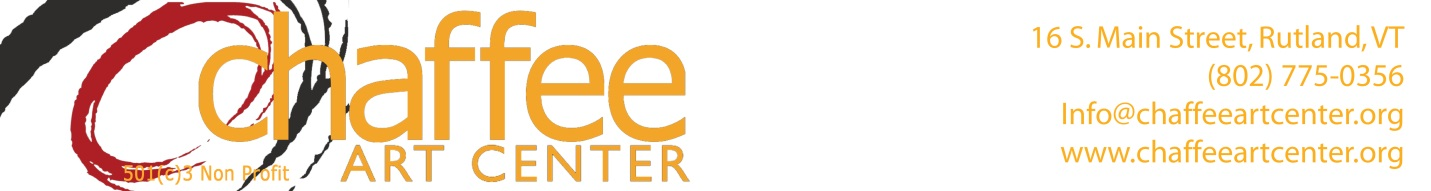 chaffee
ART CENTER
501(c)3 Non Profit
16 S. Main Street, Rutland, VT
(802) 775-0356
Info@chaffeeartcenter.org
www.chaffeeartcenter.org